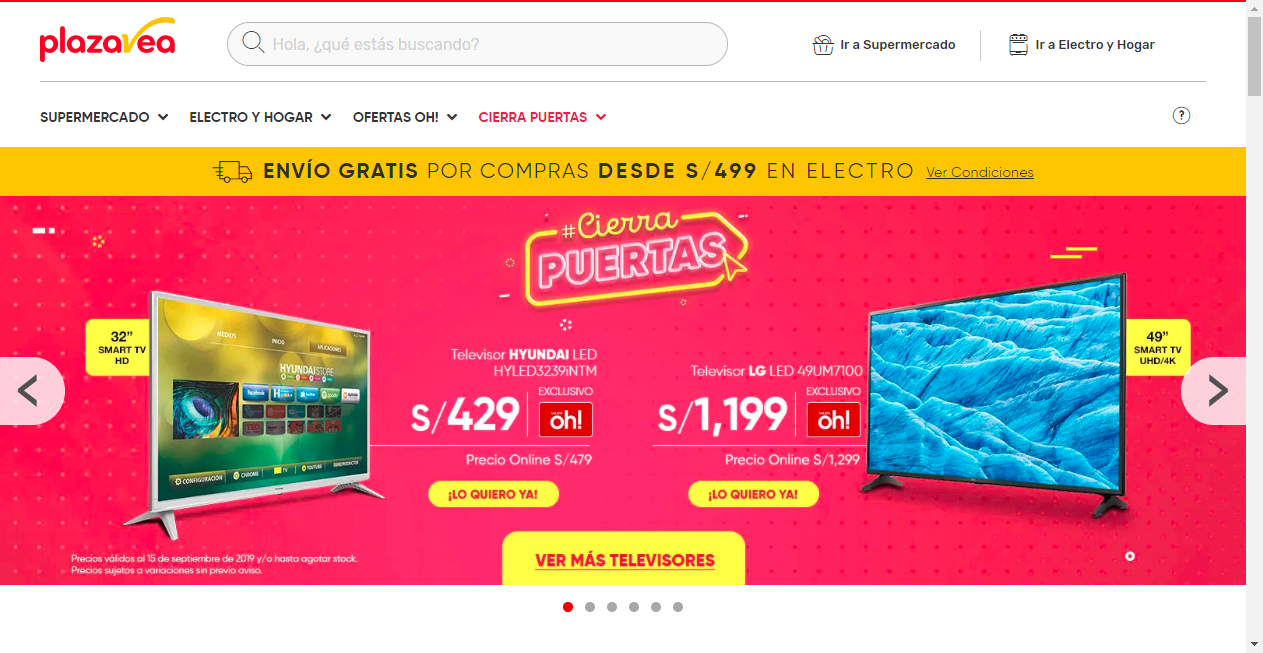 plazavea
Hola, ¿qué estás buscando?
Ir a Supermercado
Ir a Electro y Hogar
SUPERMERCADO
ELECTRO Y HOGAR
OFERTAS OH!
CIERRA PUERTAS
?
ENVÍO GRATIS POR COMPRAS DESDE S/499 EN ELECTRO Ver Condiciones
#Cierra
PUERTAS
32”
SMART TV
HD
MEDIOS
INICIO
APLICACIONES
HYUNDAI STORE
facebook
CONFIGURACIÓN
CHROME
TV
YOUTUBE
Televisor HYUNDAI LED
HYLED3239iNTM
S/429
EXCLUSIVO
oh!
Precio Online S/479
¡LO QUIERO YA!
Televisor LG LED 49UM7100
S/1,199
EXCLUSIVO
oh!
Precio Online S/1,299
¡LO QUIERO YA!
49”
SMART TV
UHD/4K
VER MÁS TELEVISORES
Precios válidos al 15 de septiembre de 2019 y/o hasta agotar stock.
Precios sujetos a variaciones sin previo aviso.